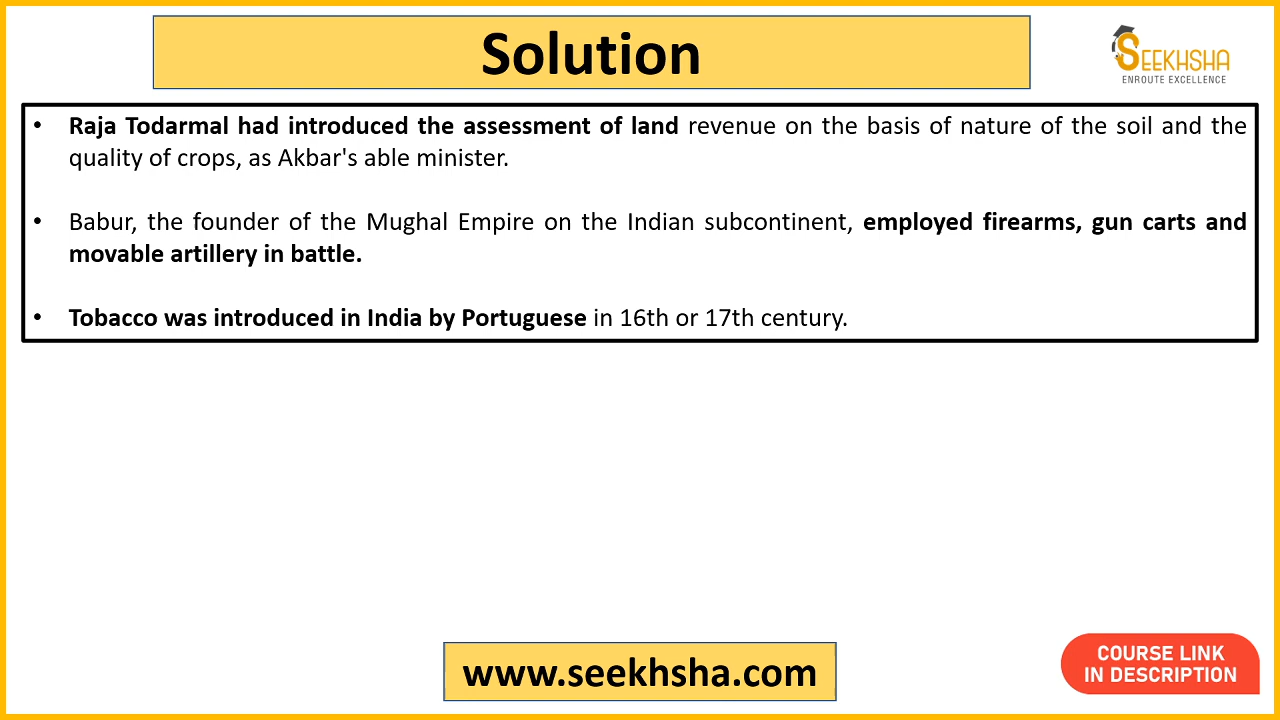 Solution
SEEKHSHA
ENROUTE EXCELLENCE
• Raja Todarmal had introduced the assessment of land revenue on the basis of nature of the soil and the
quality of crops, as Akbar's able minister.
• Babur, the founder of the Mughal Empire on the Indian subcontinent, employed firearms, gun carts and
movable artillery in battle.
• Tobacco was introduced in India by Portuguese in 16th or 17th century.
www.seekhsha.com
COURSE LINK
IN DESCRIPTION